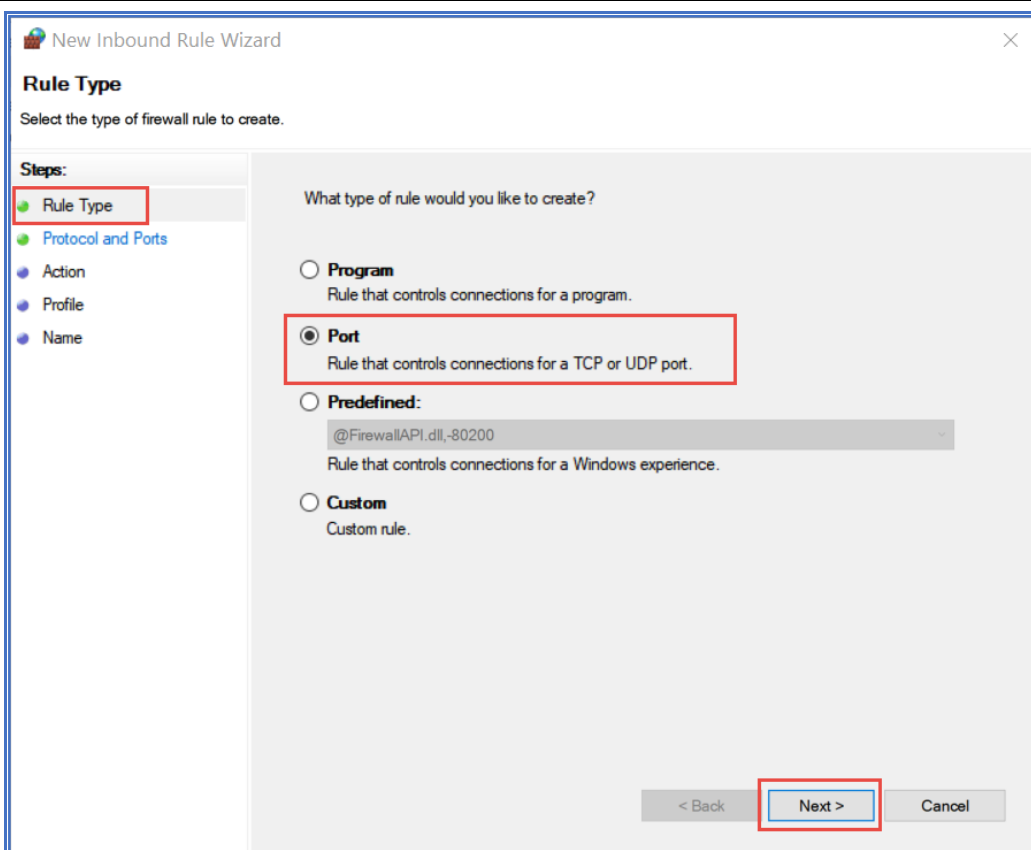 New Inbound Rule Wizard
Rule Type
Select the type of firewall rule to create.
Steps:
Rule Type
Protocol and Ports
Action
Profile
Name
What type of rule would you like to create?
Program
Rule that controls connections for a program.
Port
Rule that controls connections for a TCP or UDP port.
Predefined:
@FirewallAPI.dll,-80200
Rule that controls connections for a Windows experience.
Custom
Custom rule.
< Back
Next >
Cancel